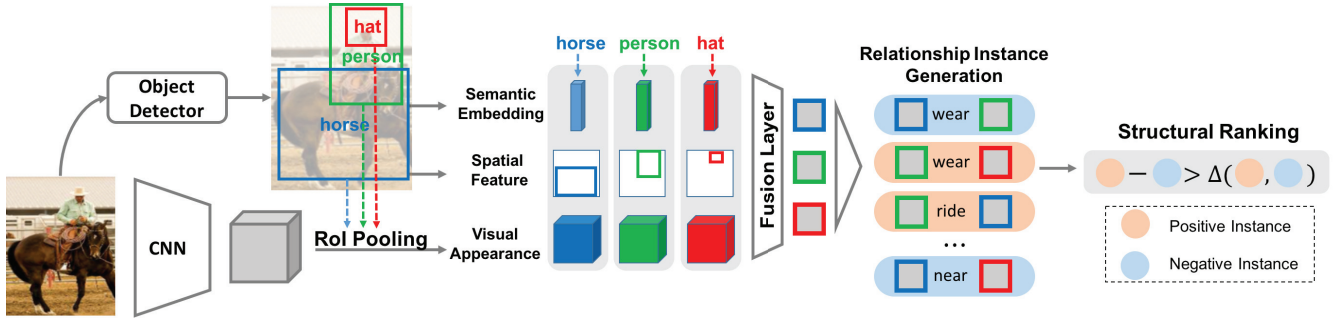 Object
Detector
CNN
hat
person
horse
RoI Pooling
Semantic
Embedding
Spatial
Feature
Visual
Appearance
horse
person
hat
Fusion Layer
Relationship Instance
Generation
wear
wear
ride
...
near
Structural Ranking
− > Δ( , )
Positive Instance
Negative Instance